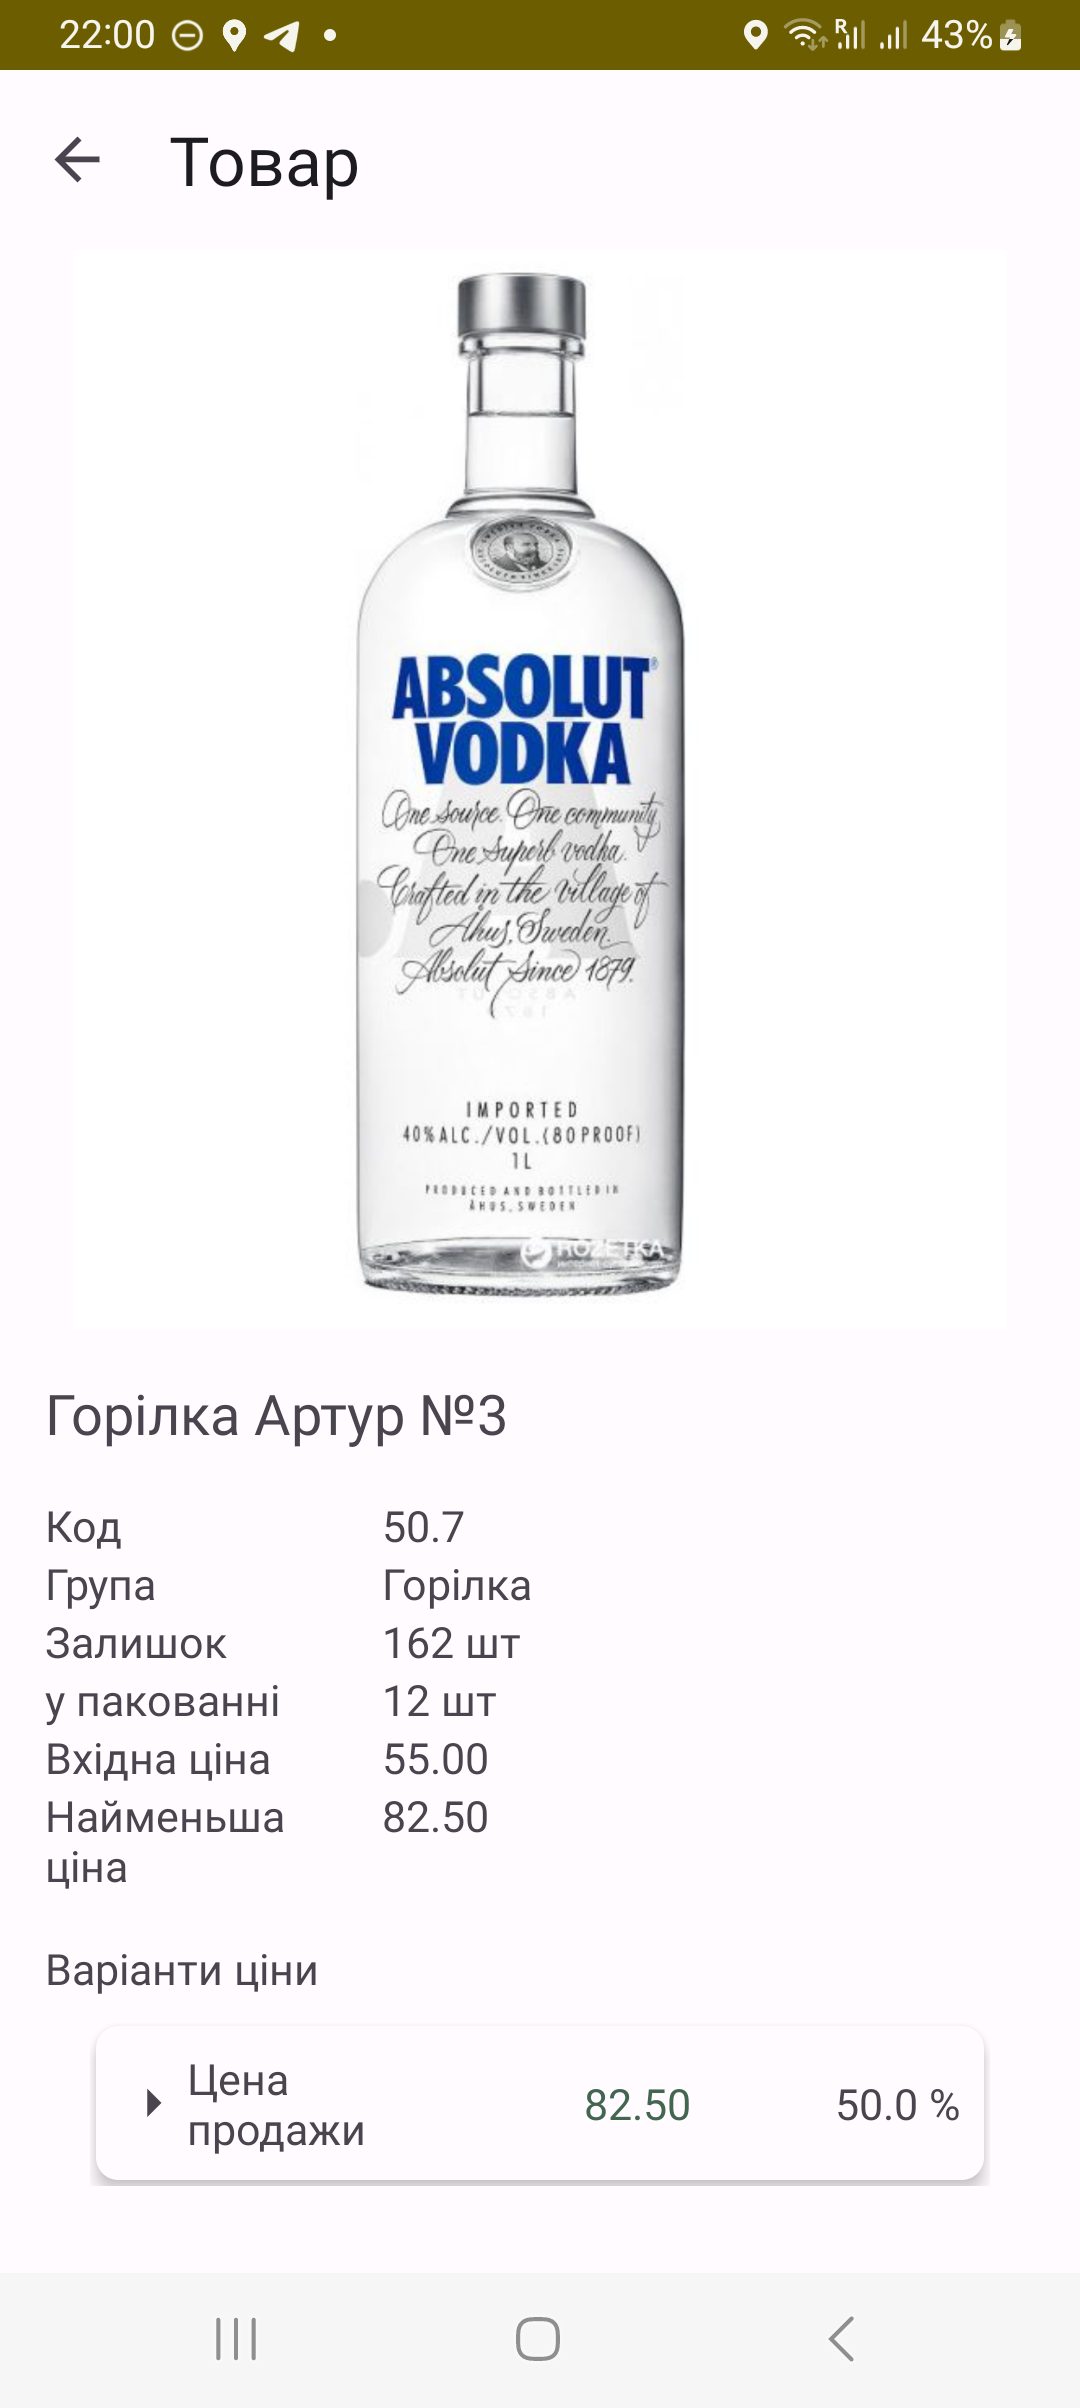 22:00
R
43%
Товар
ABSOLUT®
VODKA
One source. One community.
One superb vodka.
Crafted in the village of
Åhus, Sweden.
Absolut Since 1879.
IMPORTED
40%ALC./VOL.(80PROOF)
1L
PRODUCED AND BOTTLED IN
ÅHUS, SWEDEN
ROZETKA
Горілка Артур №3
Код 50.7
Група Горілка
Залишок 162 шт
у пакованні 12 шт
Вхідна ціна 55.00
Найменьша 82.50
ціна
Варіанти ціни
Цена
продажи 82.50 50.0 %